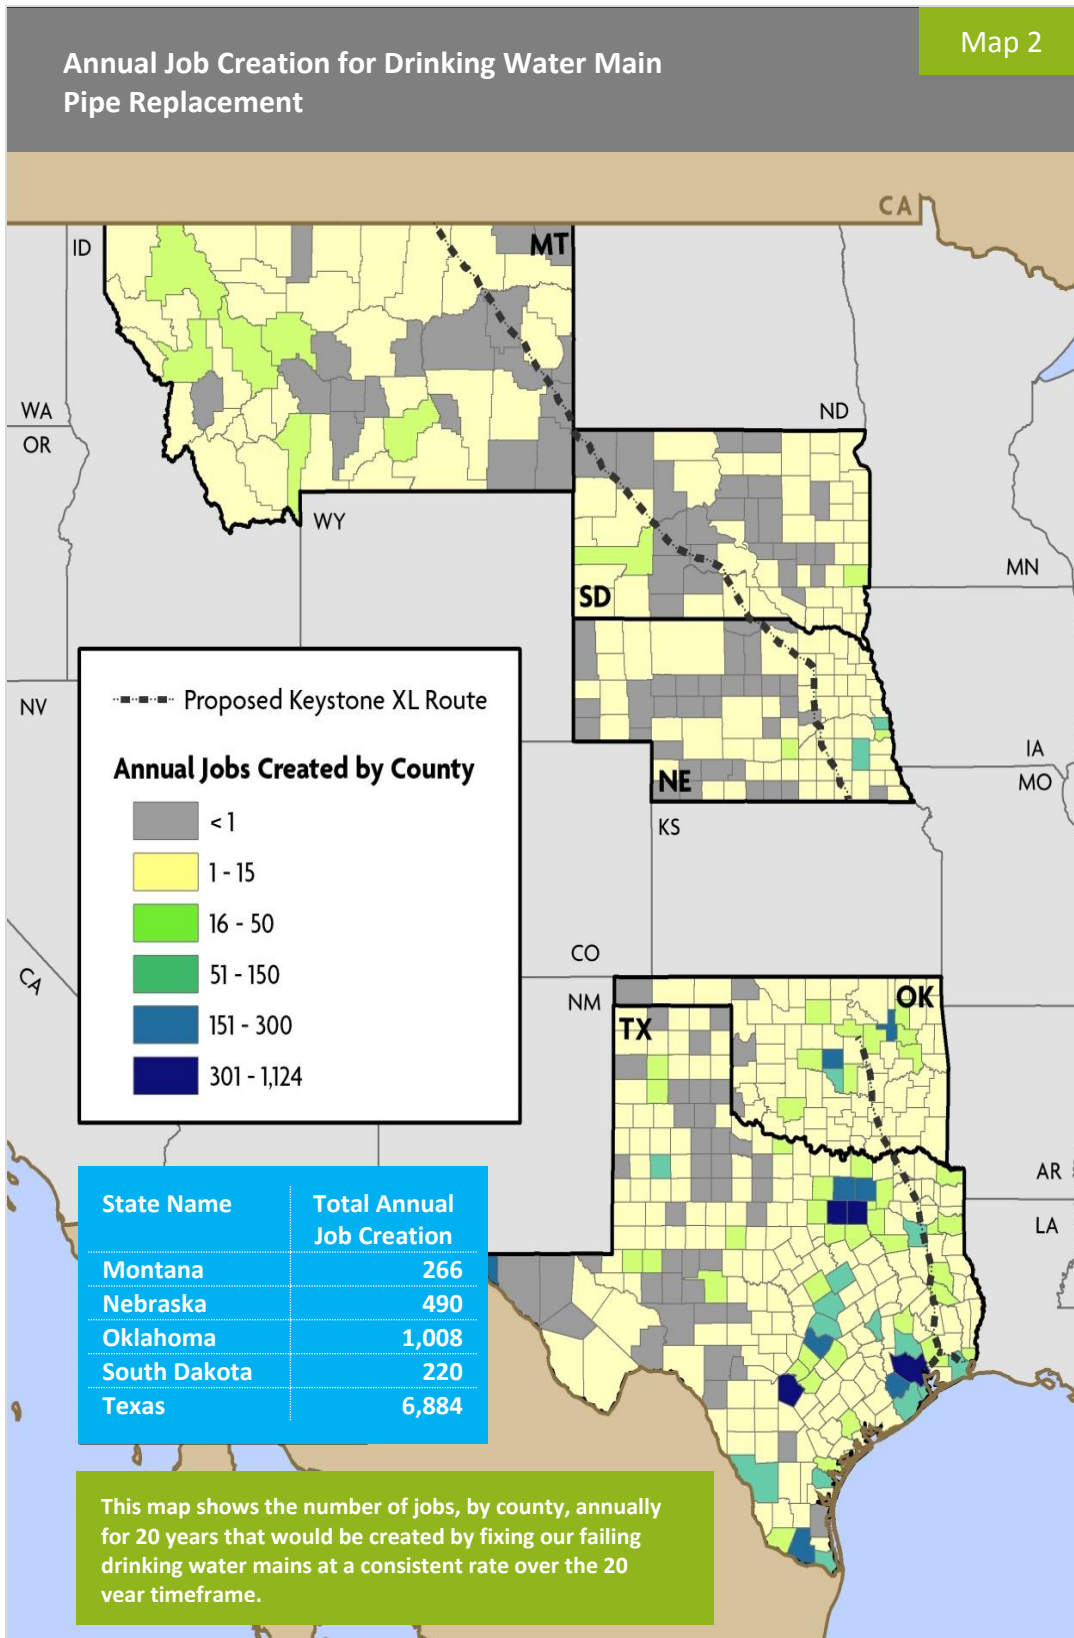 Annual Job Creation for Drinking Water Main
Pipe Replacement
Map 2
CA
ID
MT
WA
OR
ND
WY
MN
SD
NV
IA
MO
NE
KS
CO
CA
NM
OK
TX
AR
LA
Proposed Keystone XL Route
Annual Jobs Created by County
< 1
1 - 15
16 - 50
51 - 150
151 - 300
301 - 1,124
State Name Total Annual
Job Creation
Montana 266
Nebraska 490
Oklahoma 1,008
South Dakota 220
Texas 6,884
This map shows the number of jobs, by county, annually
for 20 years that would be created by fixing our failing
drinking water mains at a consistent rate over the 20
year timeframe.